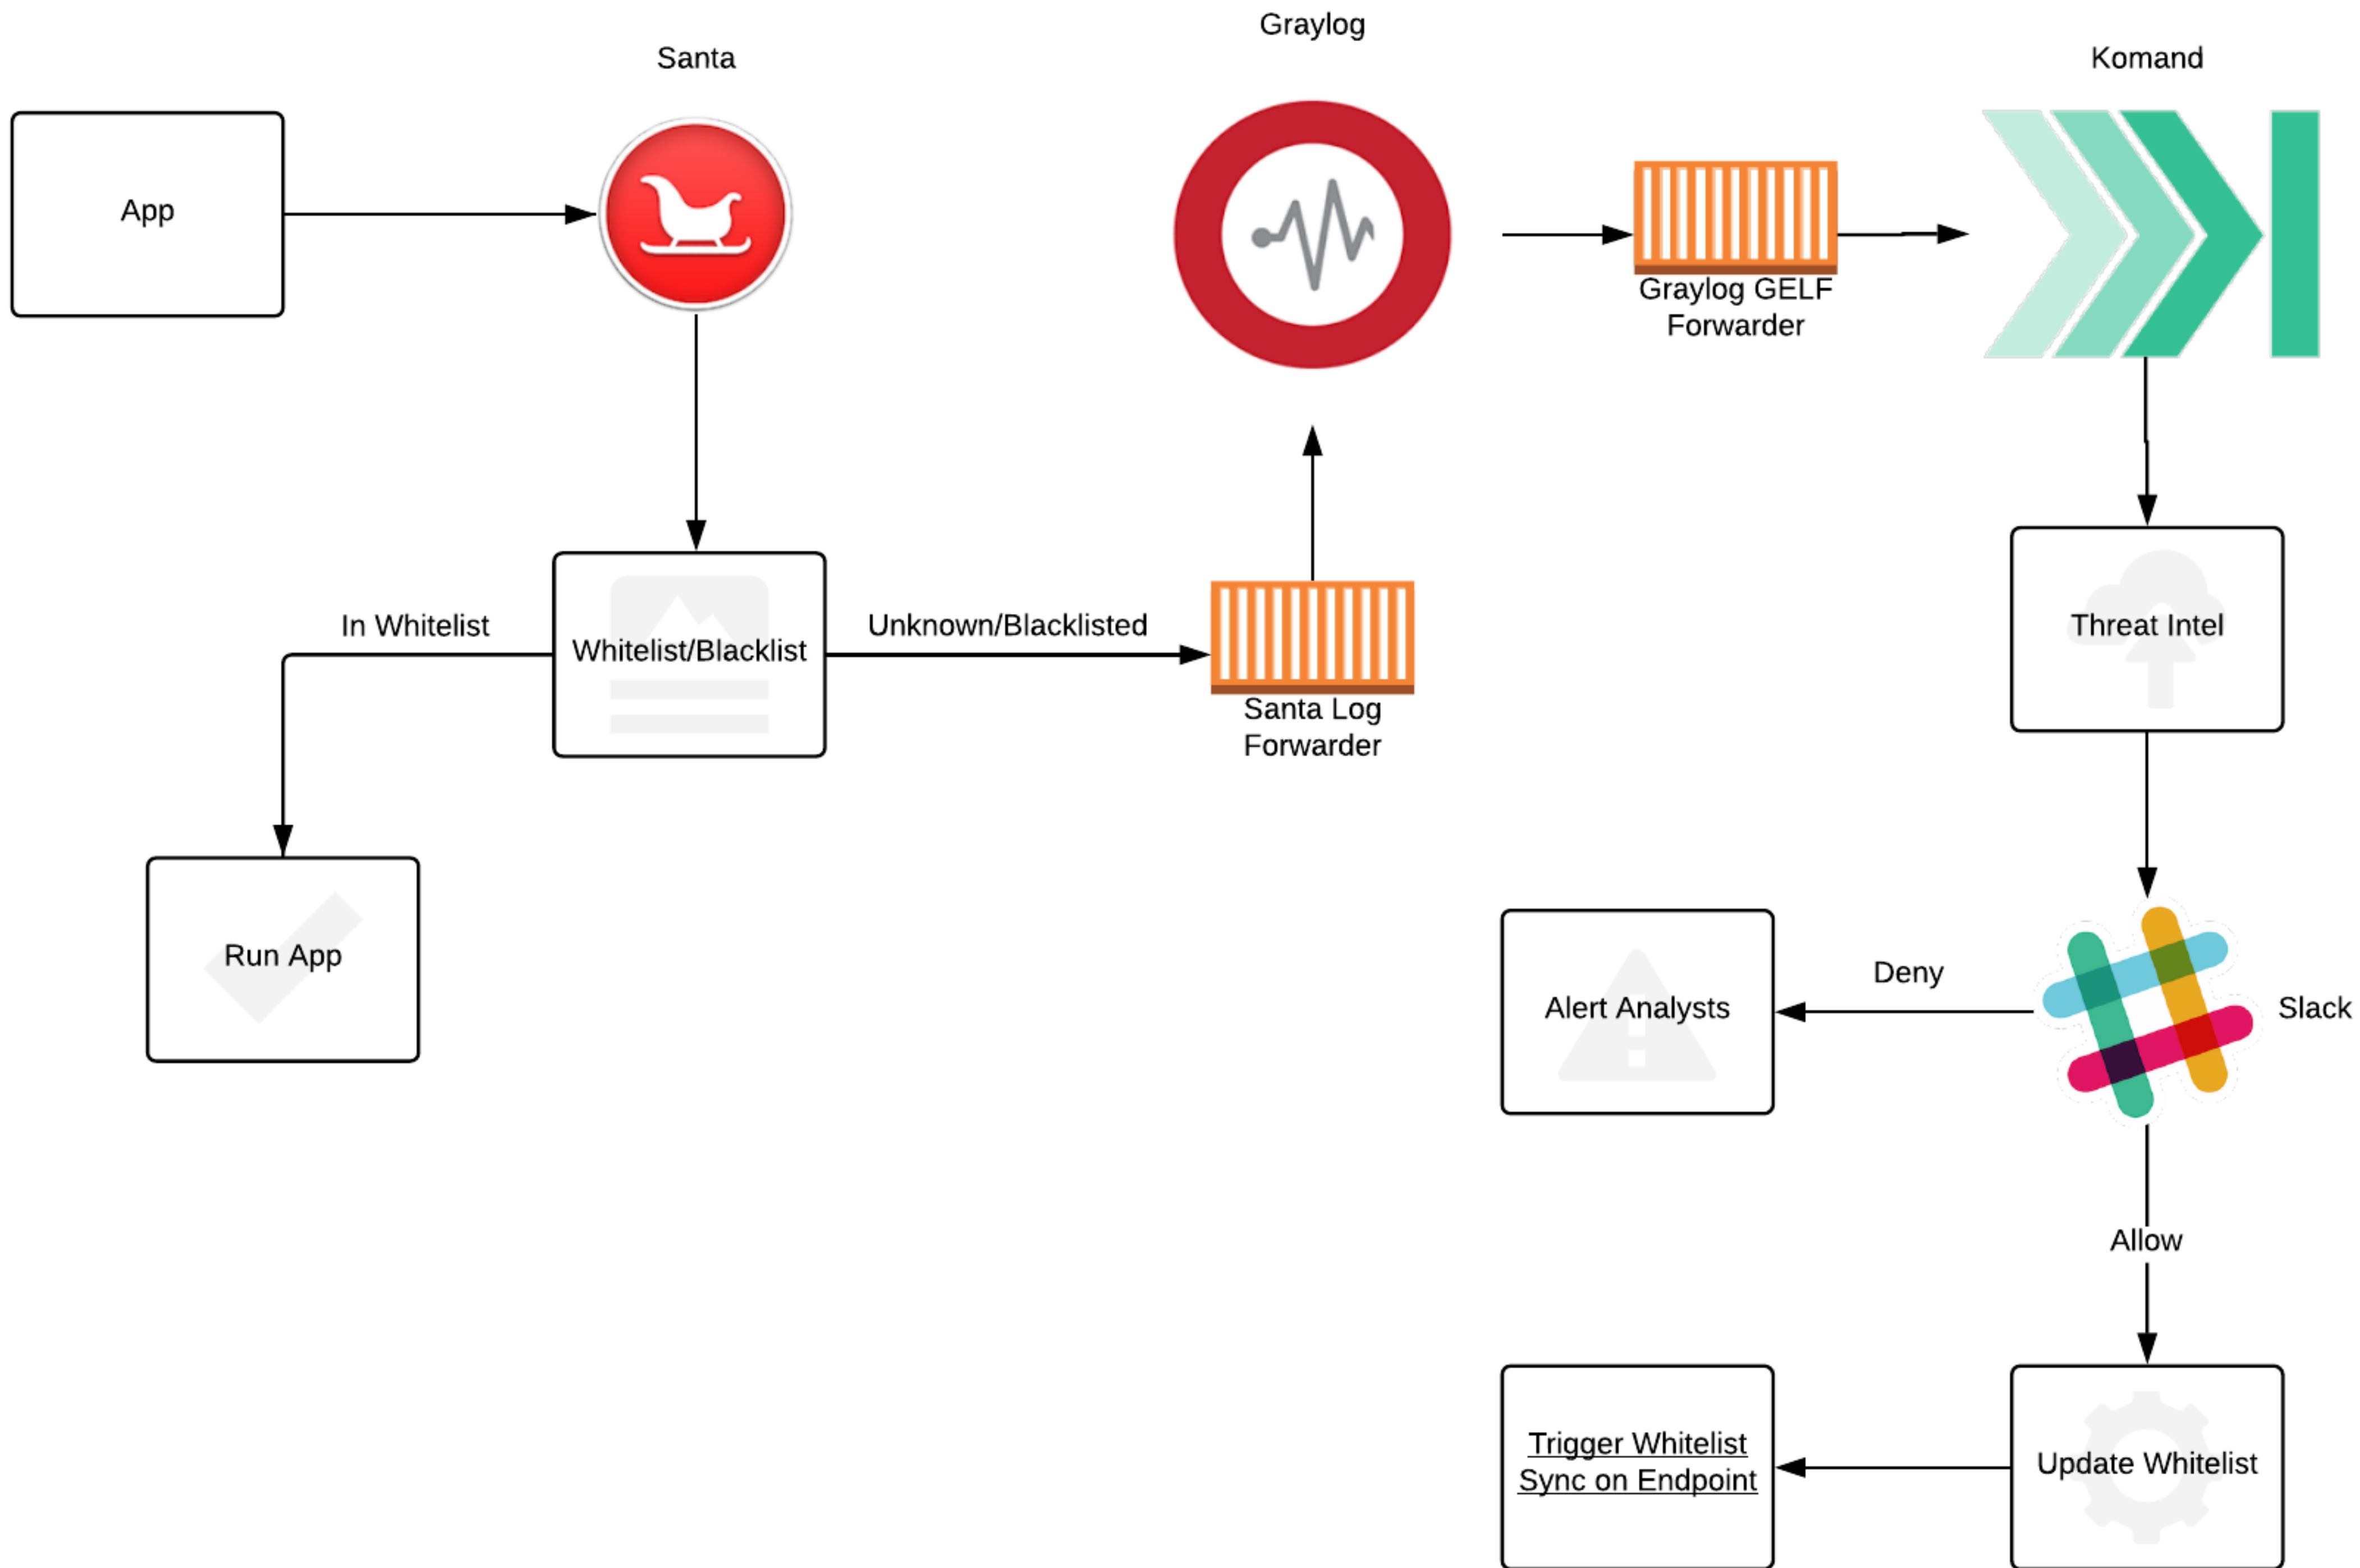 Graylog
Santa
Komand
App
Graylog GELF
Forwarder
In Whitelist
Unknown/Blacklisted
Whitelist/Blacklist
Threat Intel
Santa Log
Forwarder
Run App
Deny
Alert Analysts
Slack
Allow
Trigger Whitelist
Sync on Endpoint
Update Whitelist